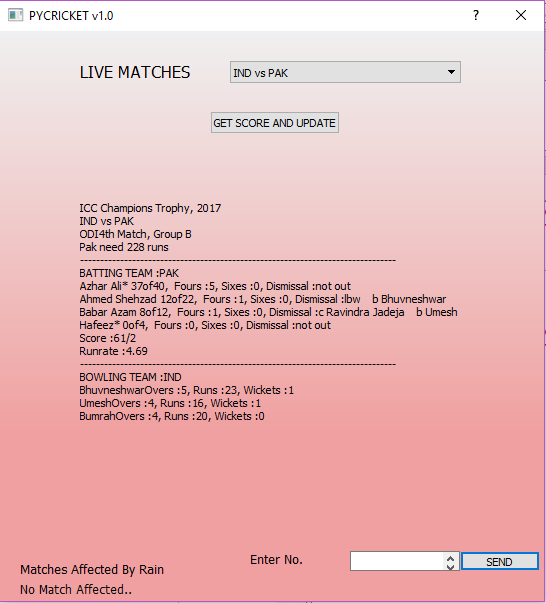 PYCRICKET v1.0
?
LIVE MATCHES
IND vs PAK
GET SCORE AND UPDATE
ICC Champions Trophy, 2017
IND vs PAK
ODI4th Match, Group B
Pak need 228 runs
-------------------------------------------------------------------------------
BATTING TEAM :PAK
Azhar Ali* 37of40,  Fours :5, Sixes :0, Dismissal :not out
Ahmed Shehzad 12of22,  Fours :1, Sixes :0, Dismissal :lbw    b Bhuvneshwar
Babar Azam 8of12,  Fours :1, Sixes :0, Dismissal :c Ravindra Jadeja    b Umesh
Hafeez* 0of4,  Fours :0, Sixes :0, Dismissal :not out
Score :61/2
Runrate :4.69
-------------------------------------------------------------------------------
BOWLING TEAM :IND
BhuvneshwarOvers :5, Runs :23, Wickets :1
UmeshOvers :4, Runs :16, Wickets :1
BumrahOvers :4, Runs :20, Wickets :0
Enter No.
SEND
Matches Affected By Rain
No Match Affected..